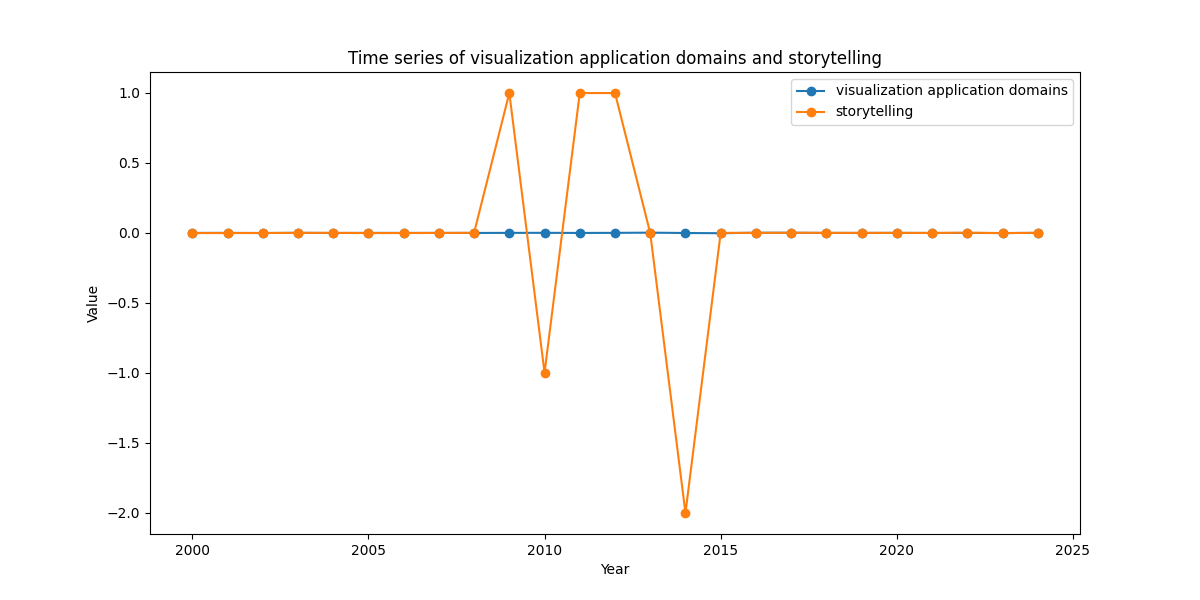 Time series of visualization application domains and storytelling
visualization application domains
storytelling
1.0
0.5
0.0
−0.5
−1.0
−1.5
−2.0
Value
2000 2005 2010 2015 2020 2025
Year